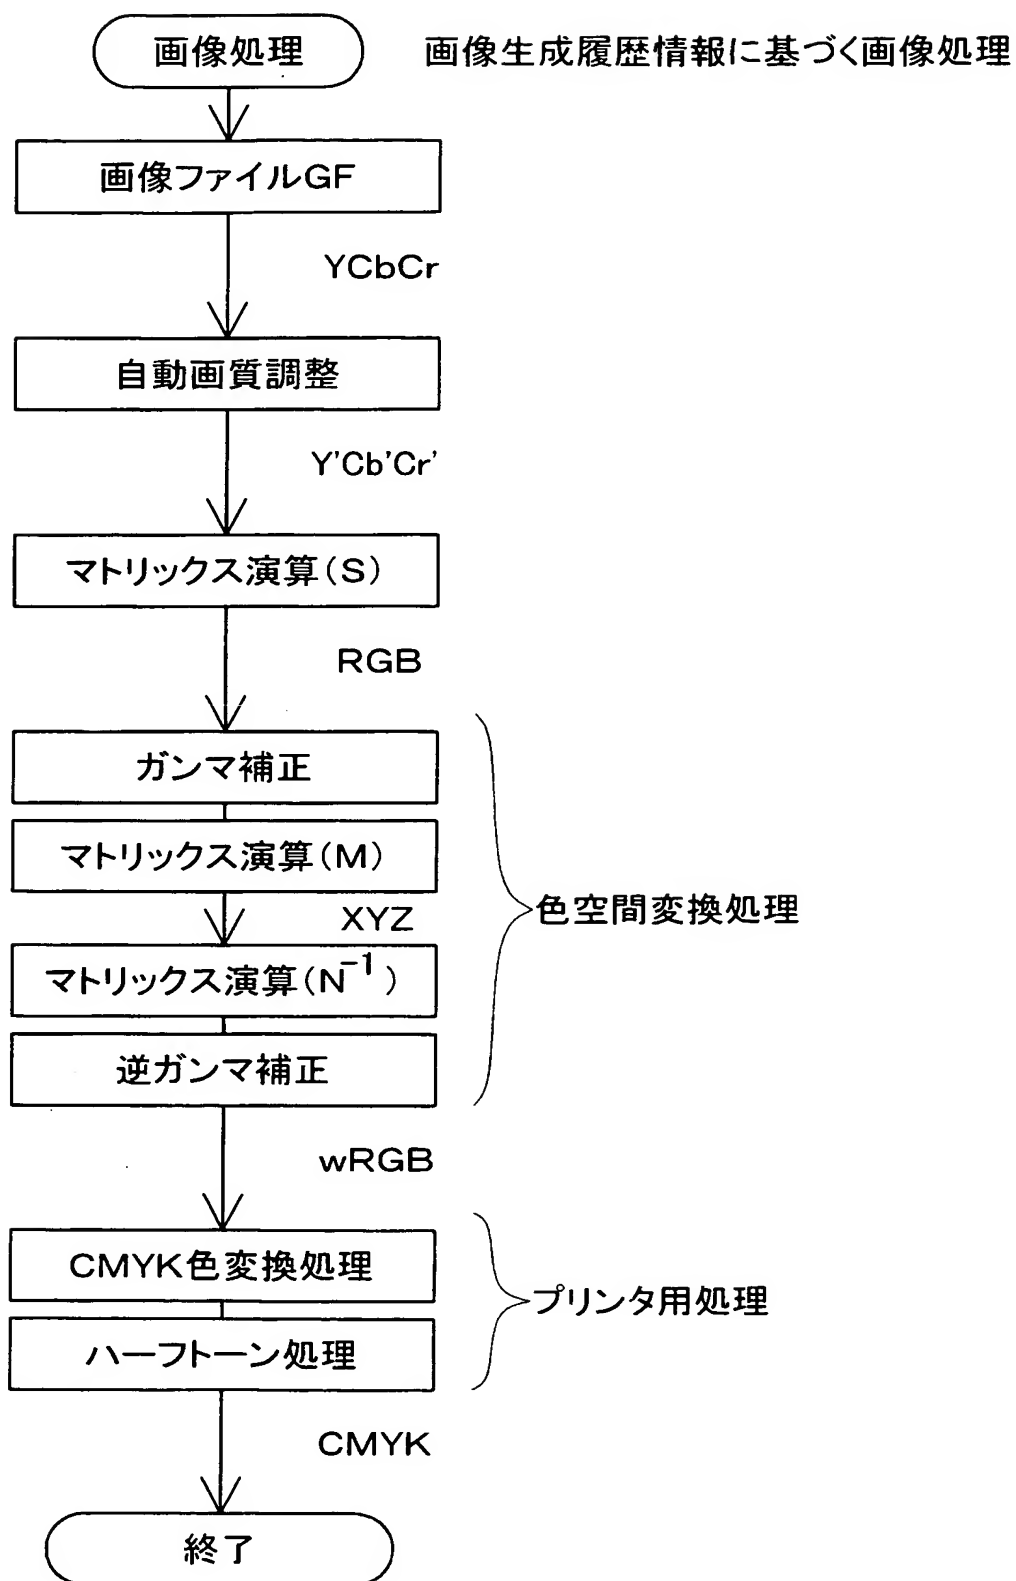 画像処理
画像生成履歴情報に基づく画像処理
画像ファイルGF
YCbCr
自動画質調整
Y'Cb'Cr'
マトリックス演算(S)
RGB
ガンマ補正
マトリックス演算(M)
XYZ
マトリックス演算(N⁻¹)
逆ガンマ補正
色空間変換処理
wRGB
CMYK色変換処理
ハーフトーン処理
プリンタ用処理
CMYK
終了